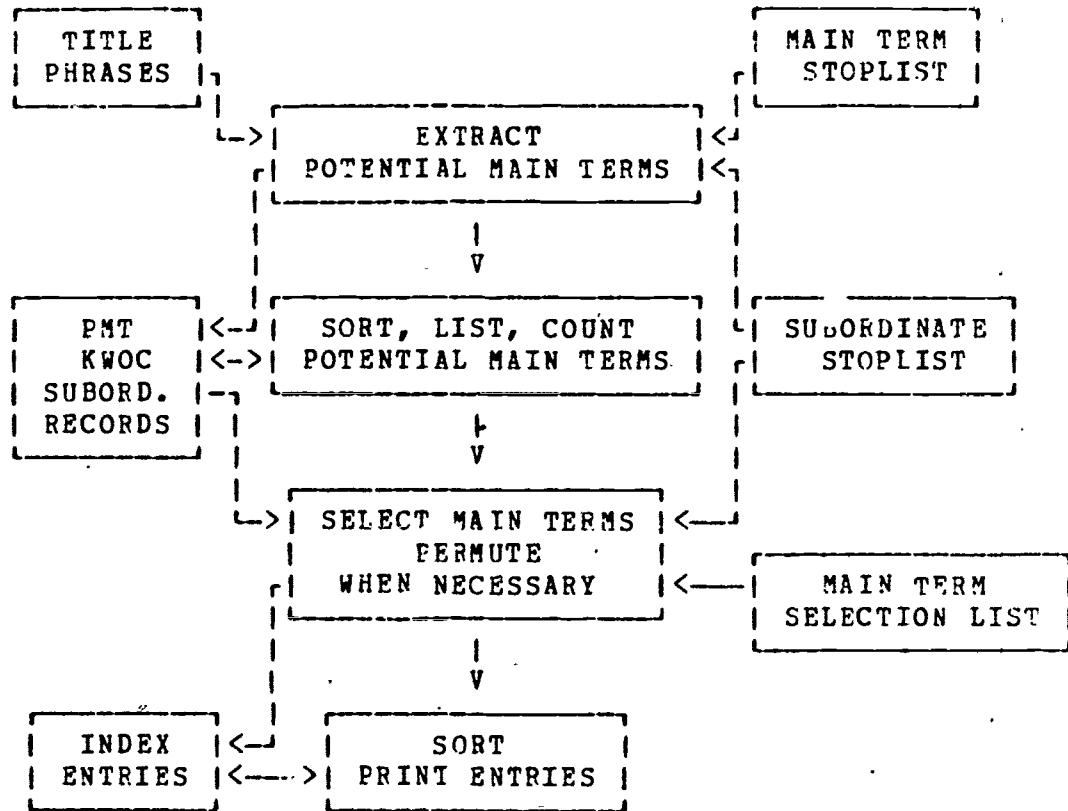 TITLE
PHRASES
MAIN TERM
STOPLIST
EXTRACT
POTENTIAL MAIN TERMS
PMT
KWOC
SUBORD.
RECORDS
SORT, LIST, COUNT
POTENTIAL MAIN TERMS
SUBORDINATE
STOPLIST
SELECT MAIN TERMS
PERMUTE
WHEN NECESSARY
MAIN TERM
SELECTION LIST
INDEX
ENTRIES
SORT
PRINT ENTRIES